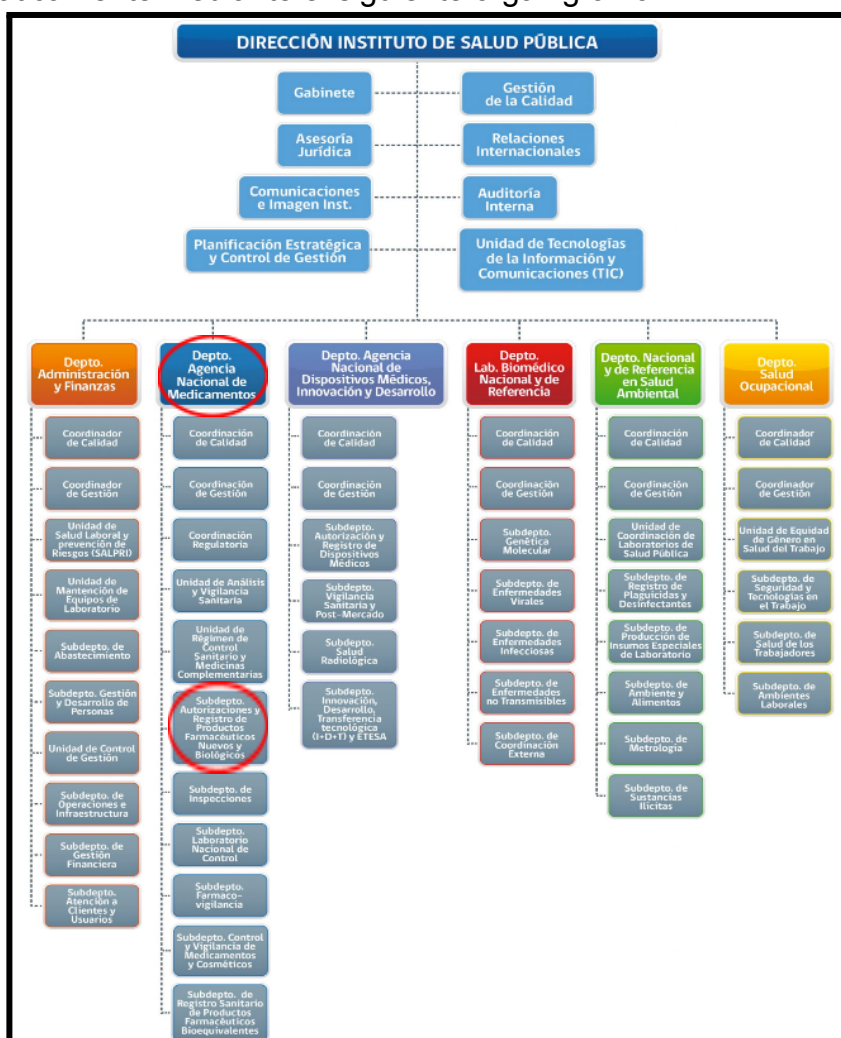 DIRECCIÓN INSTITUTO DE SALUD PÚBLICA
Gabinete
Gestión
de la Calidad
Asesoría
Jurídica
Relaciones
Internacionales
Comunicaciones
e Imagen Inst.
Auditoría
Interna
Planificación Estratégica
y Control de Gestión
Unidad de Tecnologías
de la Información y
Comunicaciones (TIC)
Depto.
Administración
y Finanzas
Coordinador
de Calidad
Coordinador
de Gestión
Unidad de
Salud Laboral y
prevención de
Riesgos (SALPRI)
Unidad de
Mantención de
Equipos de
Laboratorio
Subdepto. de
Abastecimiento
Subdepto. Gestión
y Desarrollo de
Personas
Unidad de Control
de Gestión
Subdepto. de
Operaciones e
Infraestructura
Subdepto. de
Gestión
Financiera
Subdepto.
Atención a
Clientes y
Usuarios
Depto.
Agencia
Nacional de
Medicamentos
Coordinación
de Calidad
Coordinación
de Gestión
Coordinación
Regulatoria
Unidad de Análisis
y Vigilancia
Sanitaria
Unidad de
Régimen de
Control
Sanitario y
Medicinas
Complementarias
Subdepto.
Autorizaciones y
Registro de
Productos
Farmacéuticos
Nuevos y
Biológicos
Subdepto. de
Inspecciones
Subdepto.
Laboratorio
Nacional de
Control
Subdepto.
Farmaco-
vigilancia
Subdepto. Control
y Vigilancia de
Medicamentos
y Cosméticos
Subdepto. de
Registro Sanitario
de Productos
Farmacéuticos
Bioequivalentes
Depto. Agencia
Nacional de
Dispositivos Médicos,
Innovación y Desarrollo
Coordinación
de Calidad
Coordinación
de Gestión
Subdepto.
Autorización y
Registro de
Dispositivos
Médicos
Subdepto.
Vigilancia
Sanitaria y
Post-Mercado
Subdepto.
Salud
Radiológica
Subdepto.
Innovación,
Desarrollo,
Transferencia
tecnológica
(I+D+T) y ETESA
Depto.
Lab. Biomédico
Nacional y de
Referencia
Coordinación
de Calidad
Coordinación
de Gestión
Subdepto.
Genética
Molecular
Subdepto. de
Enfermedades
Virales
Subdepto. de
Enfermedades
Infecciosas
Subdepto. de
Enfermedades
no Transmisibles
Subdepto. de
Coordinación
Externa
Depto. Nacional
y de Referencia
en Salud
Ambiental
Coordinación
de Calidad
Coordinación
de Gestión
Unidad de
Coordinación de
Laboratorios de
Salud Pública
Subdepto. de
Registro de
Plaguicidas y
Desinfectantes
Subdepto. de
Producción de
Insumos Especiales
de Laboratorio
Subdepto. de
Ambiente y
Alimentos
Subdepto. de
Metrología
Subdepto. de
Sustancias
Ilícitas
Depto.
Salud
Ocupacional
Coordinador
de Calidad
Coordinador
de Gestión
Unidad de Equidad
de Género en
Salud del Trabajo
Subdepto. de
Seguridad y
Tecnologías en
el Trabajo
Subdepto. de
Salud de los
Trabajadores
Subdepto. de
Ambientes
Laborales